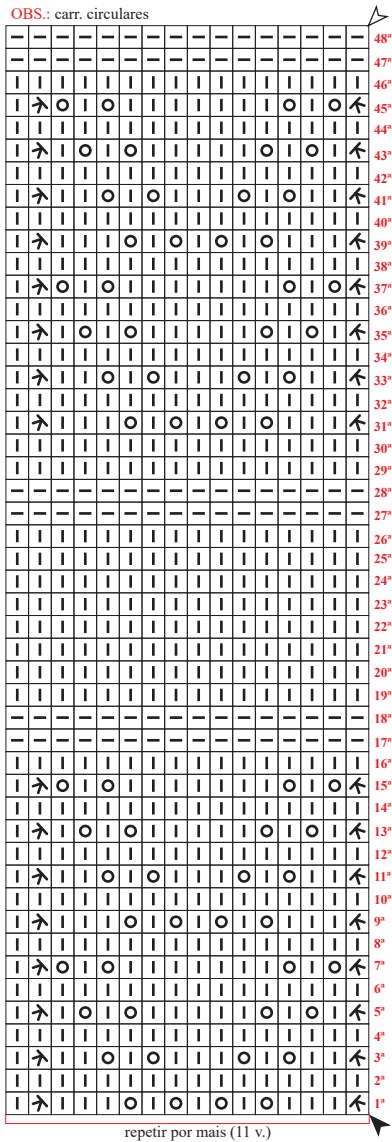 OBS.: carr. circulares
48ª
47ª
46ª
45ª
44ª
43ª
42ª
41ª
40ª
39ª
38ª
37ª
36ª
35ª
34ª
33ª
32ª
31ª
30ª
29ª
28ª
27ª
26ª
25ª
24ª
23ª
22ª
21ª
20ª
19ª
18ª
17ª
16ª
15ª
14ª
13ª
12ª
11ª
10ª
9ª
8ª
7ª
6ª
5ª
4ª
3ª
2ª
1ª
repetir por mais (11 v.)